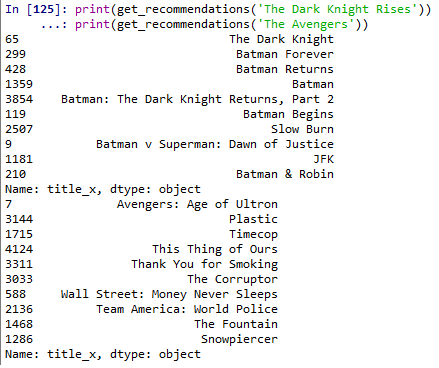 In [125]: print(get_recommendations('The Dark Knight Rises'))
     ...: print(get_recommendations('The Avengers'))
65                              The Dark Knight
299                              Batman Forever
428                              Batman Returns
1359                                     Batman
3854    Batman: The Dark Knight Returns, Part 2
119                               Batman Begins
2507                                  Slow Burn
9            Batman v Superman: Dawn of Justice
1181                                        JFK
210                              Batman & Robin
Name: title_x, dtype: object
7               Avengers: Age of Ultron
3144                            Plastic
1715                            Timecop
4124                 This Thing of Ours
3311              Thank You for Smoking
3033                      The Corruptor
588     Wall Street: Money Never Sleeps
2136         Team America: World Police
1468                       The Fountain
1286                       Snowpiercer
Name: title_x, dtype: object